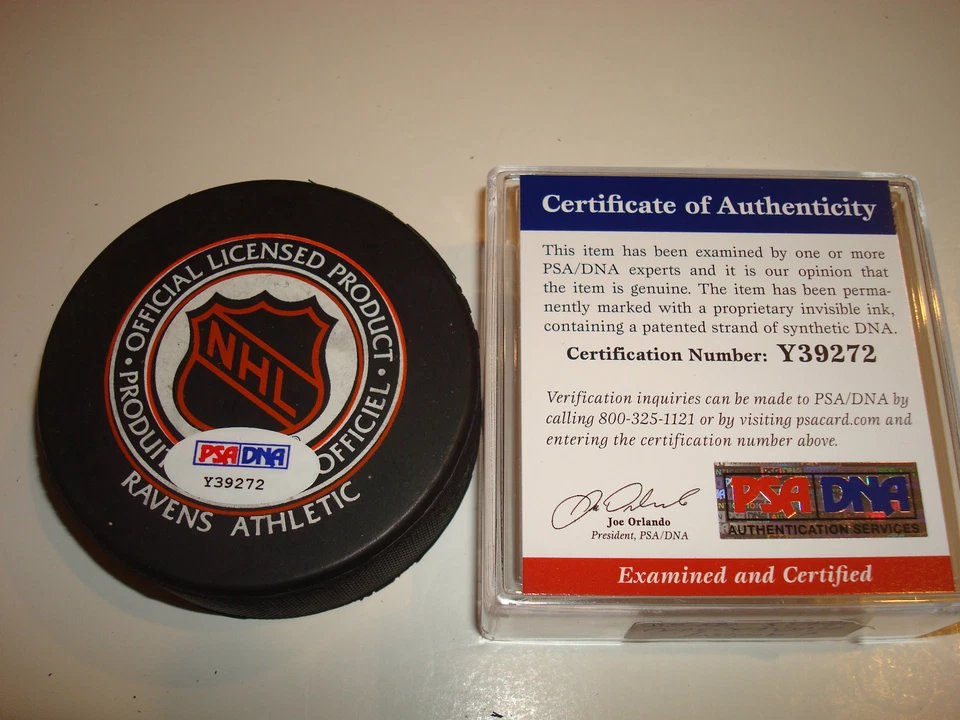 OFFICIAL LICENSED PRODUCT
PRODUIT OFFICIEL
NHL
PSA DNA
Y39272
RAVENS ATHLETIC
Certificate of Authenticity
This item has been examined by one or more
PSA/DNA experts and it is our opinion that
the item is genuine. The item has been perma-
nently marked with a proprietary invisible ink,
containing a patented strand of synthetic DNA.
Certification Number: Y39272
Verification inquiries can be made to PSA/DNA by
calling 800-325-1121 or by visiting psacard.com and
entering the certification number above.
Joe Orlando
President, PSA/DNA
PSA DNA
AUTHENTICATION SERVICES
Examined and Certified